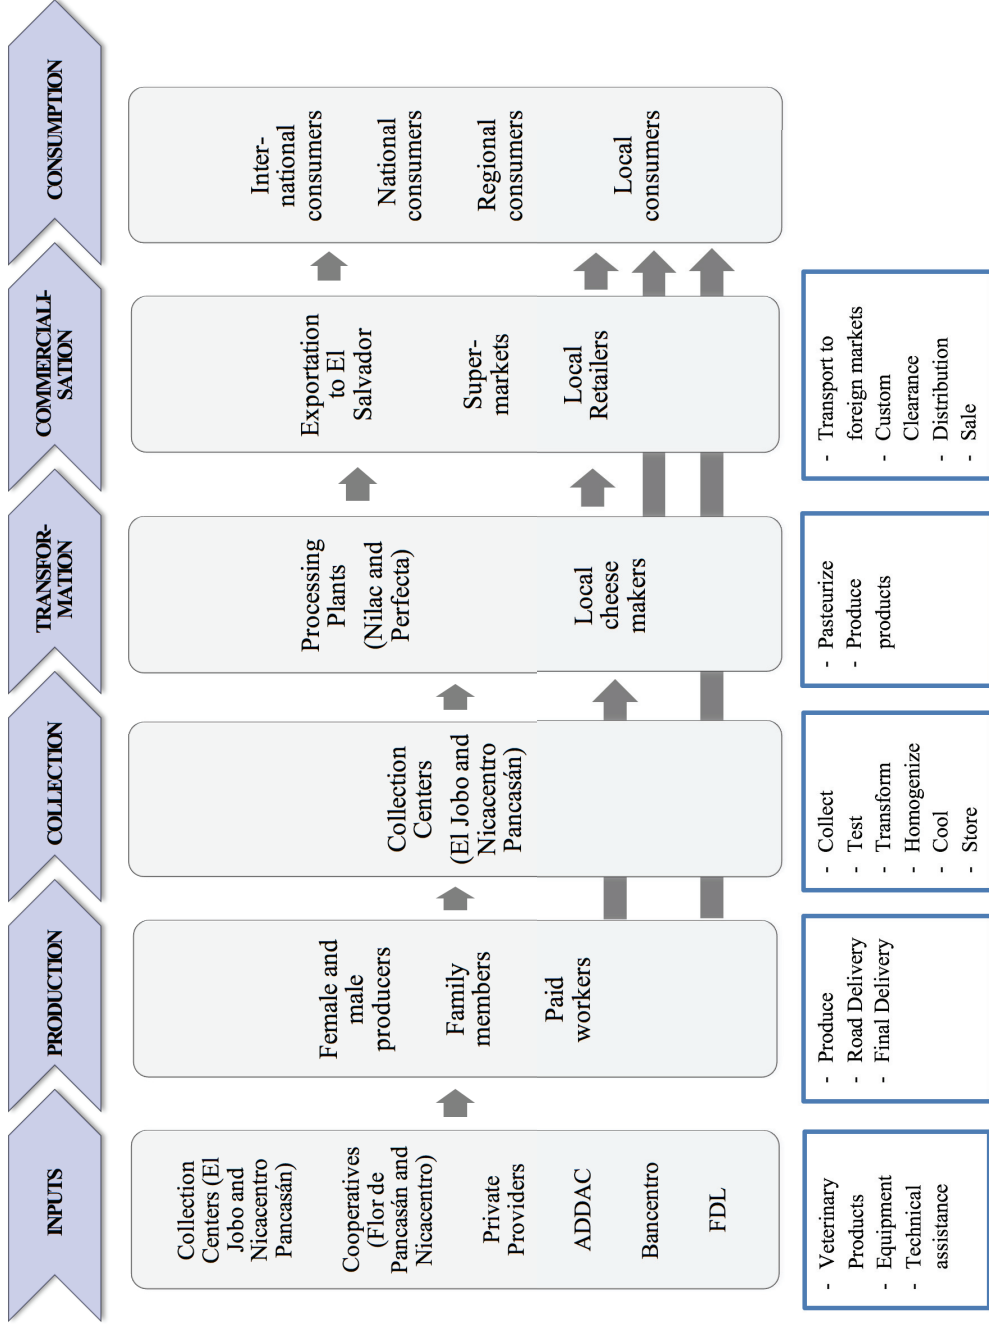 INPUTS
PRODUCTION
COLLECTION
TRANSFOR-
MATION
COMMERCIALI-
SATION
CONSUMPTION
Collection
Centers (El
Jobo and
Nicacentro
Pancasán)
Cooperatives
(Flor de
Pancasán and
Nicacentro)
Private
Providers
ADDAC
Bancentro
FDL
Female and
male
producers
Family
members
Paid
workers
Collection
Centers
(El Jobo and
Nicacentro
Pancasán)
Processing
Plants
(Nilac and
Perfecta)
Local
cheese
makers
Exportation
to El
Salvador
Super-
markets
Local
Retailers
Inter-
national
consumers
National
consumers
Regional
consumers
Local
consumers
- Veterinary
Products
- Equipment
- Technical
assistance
- Produce
- Road Delivery
- Final Delivery
- Collect
- Test
- Transform
- Homogenize
- Cool
- Store
- Pasteurize
- Produce
products
- Transport to
foreign markets
- Custom
Clearance
- Distribution
- Sale